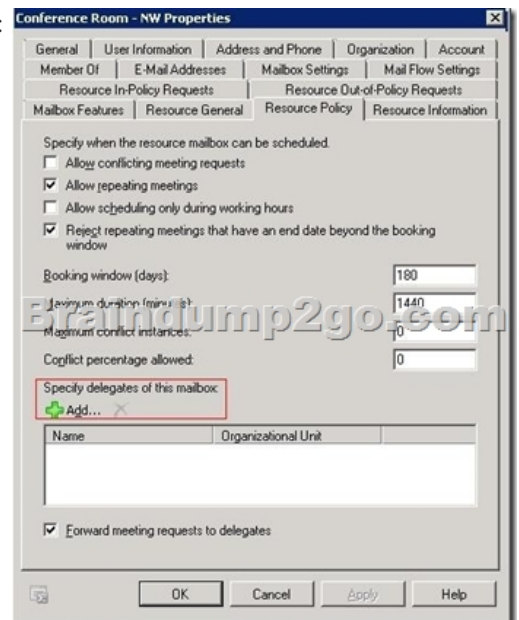 Conference Room - NW Properties
General User Information Address and Phone Organization Account
Member Of E-Mail Addresses Mailbox Settings Mail Flow Settings
Resource In-Policy Requests Resource Out-of-Policy Requests
Mailbox Features Resource General Resource Policy Resource Information
Specify when the resource mailbox can be scheduled.
Allow conflicting meeting requests
Allow repeating meetings
Allow scheduling only during working hours
Reject repeating meetings that have an end date beyond the booking
window
Booking window (days): 180
Maximum duration (minutes): 1440
Braindump2go.com
Maximum conflict instances: 0
Conflict percentage allowed: 0
Specify delegates of this mailbox:
Add...
Name Organizational Unit
Forward meeting requests to delegates
OK Cancel Apply Help